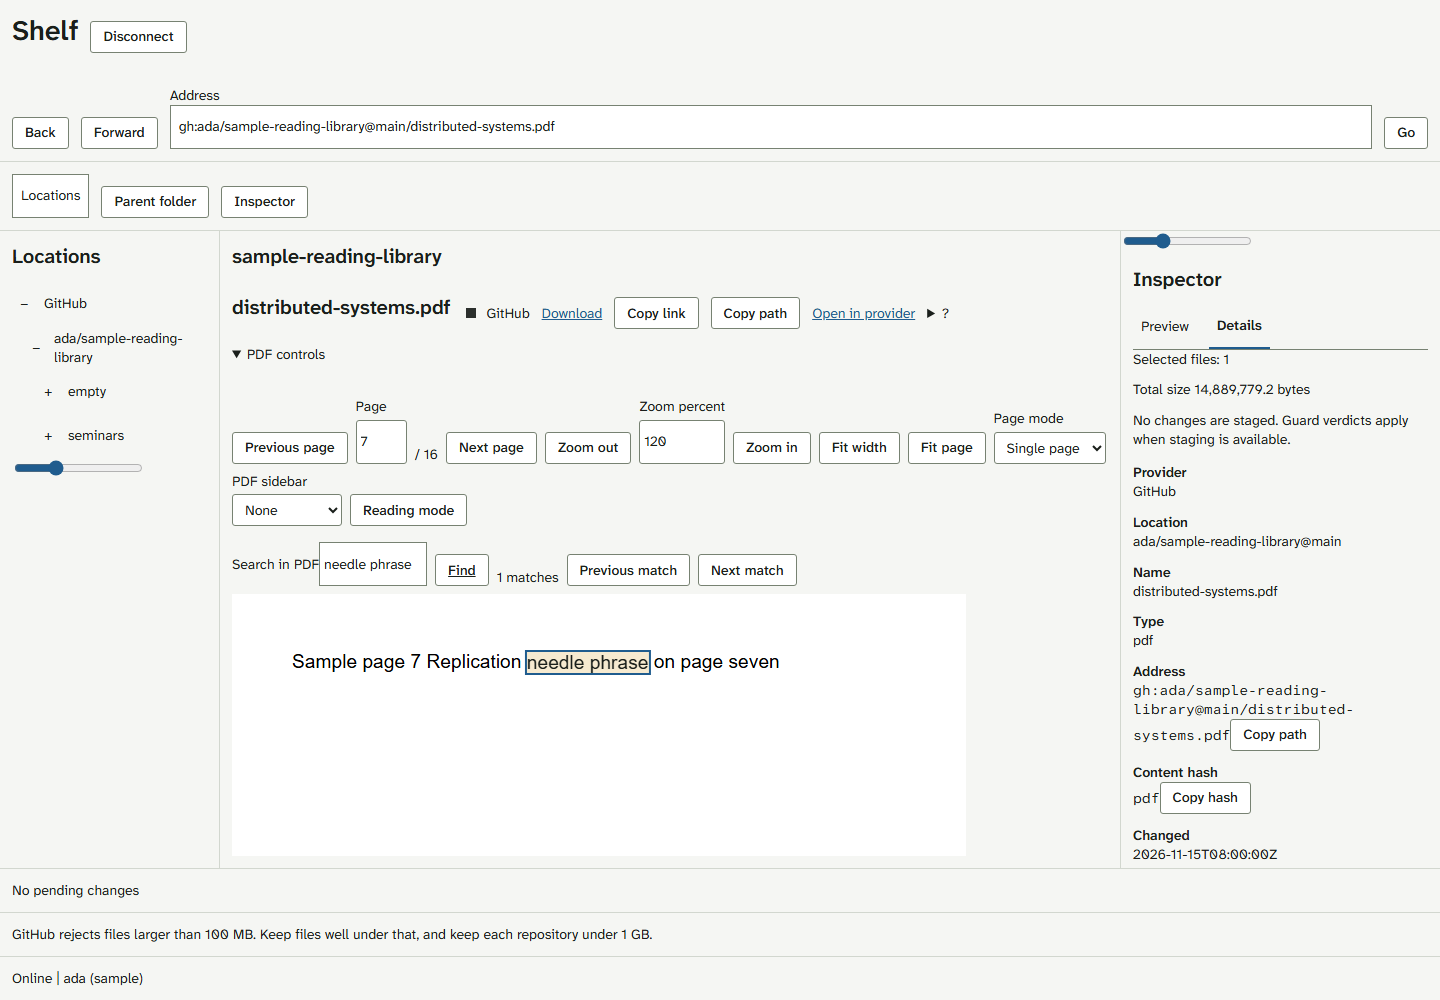 Shelf
Disconnect
Address
Back
Forward
gh:ada/sample-reading-library@main/distributed-systems.pdf
Go
Locations
Parent folder
Inspector
Locations
– GitHub
– ada/sample-reading-
library
+ empty
+ seminars
sample-reading-library
distributed-systems.pdf
GitHub
Download
Copy link
Copy path
Open in provider
?
PDF controls
Previous page
Page
7
/ 16
Next page
Zoom out
Zoom percent
120
Zoom in
Fit width
Fit page
Page mode
Single page
PDF sidebar
None
Reading mode
Search in PDF
needle phrase
Find
1 matches
Previous match
Next match
Sample page 7 Replication needle phrase on page seven
Inspector
Preview
Details
Selected files: 1
Total size 14,889,779.2 bytes
No changes are staged. Guard verdicts apply
when staging is available.
Provider
GitHub
Location
ada/sample-reading-library@main
Name
distributed-systems.pdf
Type
pdf
Address
gh:ada/sample-reading-
library@main/distributed-
systems.pdf
Copy path
Content hash
pdf
Copy hash
Changed
2026-11-15T08:00:00Z
No pending changes
GitHub rejects files larger than 100 MB. Keep files well under that, and keep each repository under 1 GB.
Online | ada (sample)